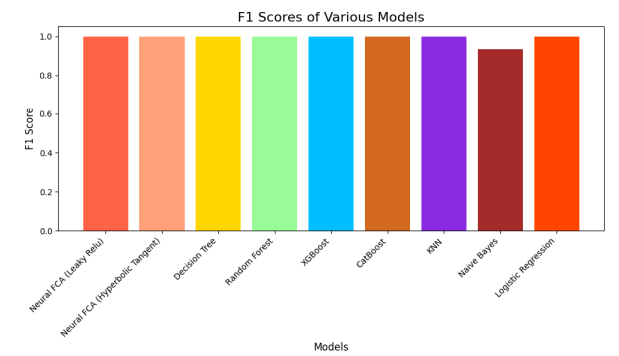 F1 Scores of Various Models
F1 Score
1.0
0.8
0.6
0.4
0.2
0.0
Neural FCA (Leaky Relu)
Neural FCA (Hyperbolic Tangent)
Decision Tree
Random Forest
XGBoost
CatBoost
KNN
Naive Bayes
Logistic Regression
Models